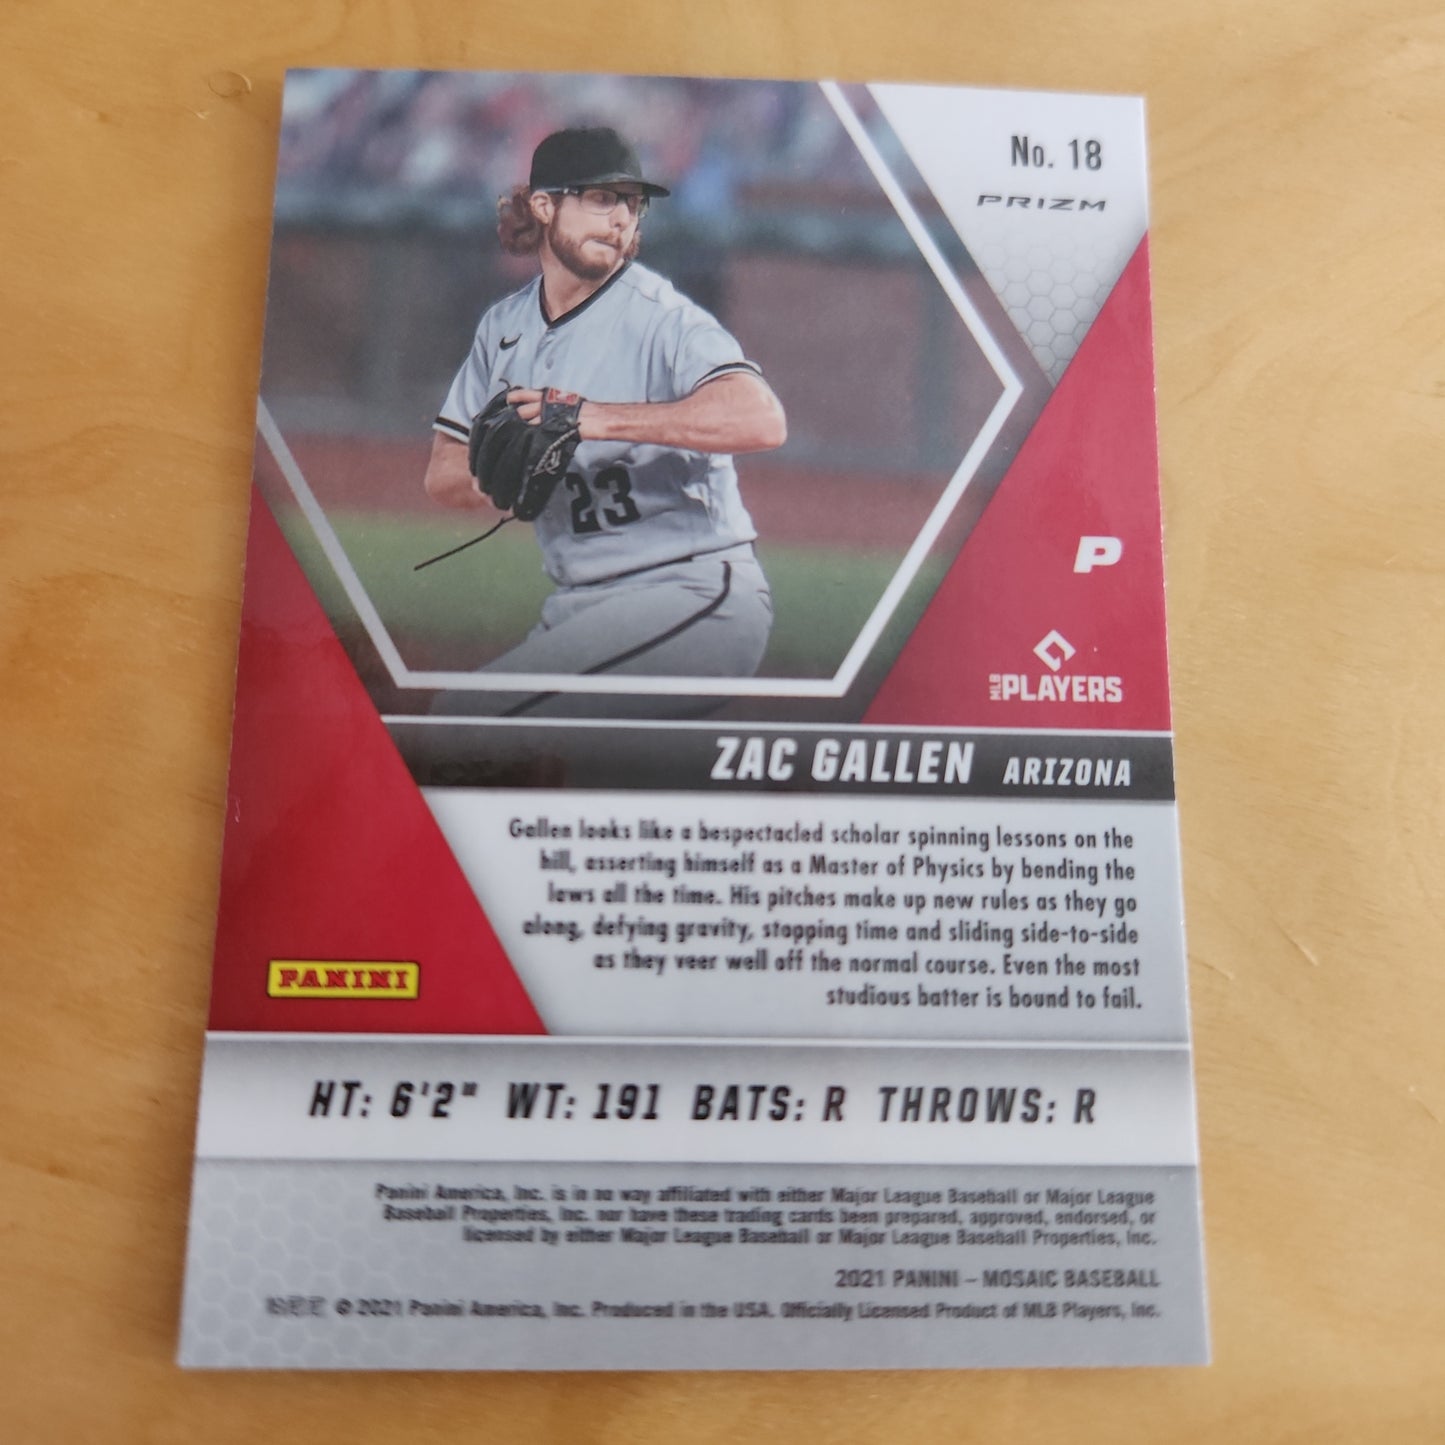 No. 18
PRIZM
23
P
MLB PLAYERS
ZAC GALLEN ARIZONA
Gallen looks like a bespectacled scholar spinning lessons on the
hill, asserting himself as a Master of Physics by bending the
laws all the time. His pitches make up new rules as they go
along, defying gravity, stopping time and sliding side-to-side
as they veer well off the normal course. Even the most
studious batter is bound to fail.
PANINI
HT: 6'2" WT: 191 BATS: R THROWS: R
Panini America, Inc. is in no way affiliated with either Major League Baseball or Major League
Baseball Properties, Inc. nor have these trading cards been prepared, approved, endorsed, or
licensed by either Major League Baseball or Major League Baseball Properties, Inc.
2021 PANINI – MOSAIC BASEBALL
© 2021 Panini America, Inc. Produced in the USA. Officially Licensed Product of MLB Players, Inc.